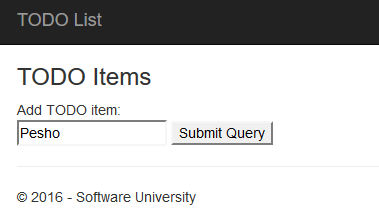 TODO List
TODO Items
Add TODO item:
Pesho Submit Query
© 2016 - Software University